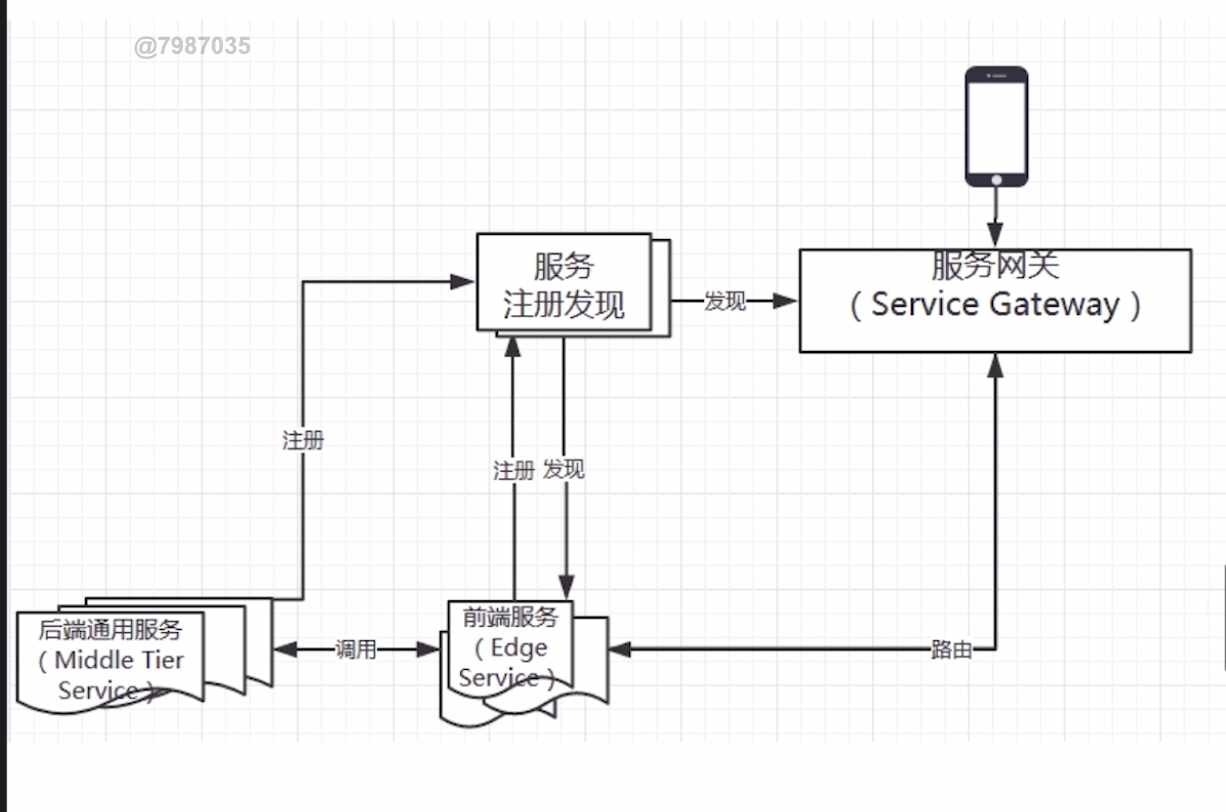 @7987035
服务
注册发现
发现
服务网关
（Service Gateway）
注册
注册
发现
后端通用服务
（Middle Tier
Service）
调用
前端服务
（Edge
Service）
路由